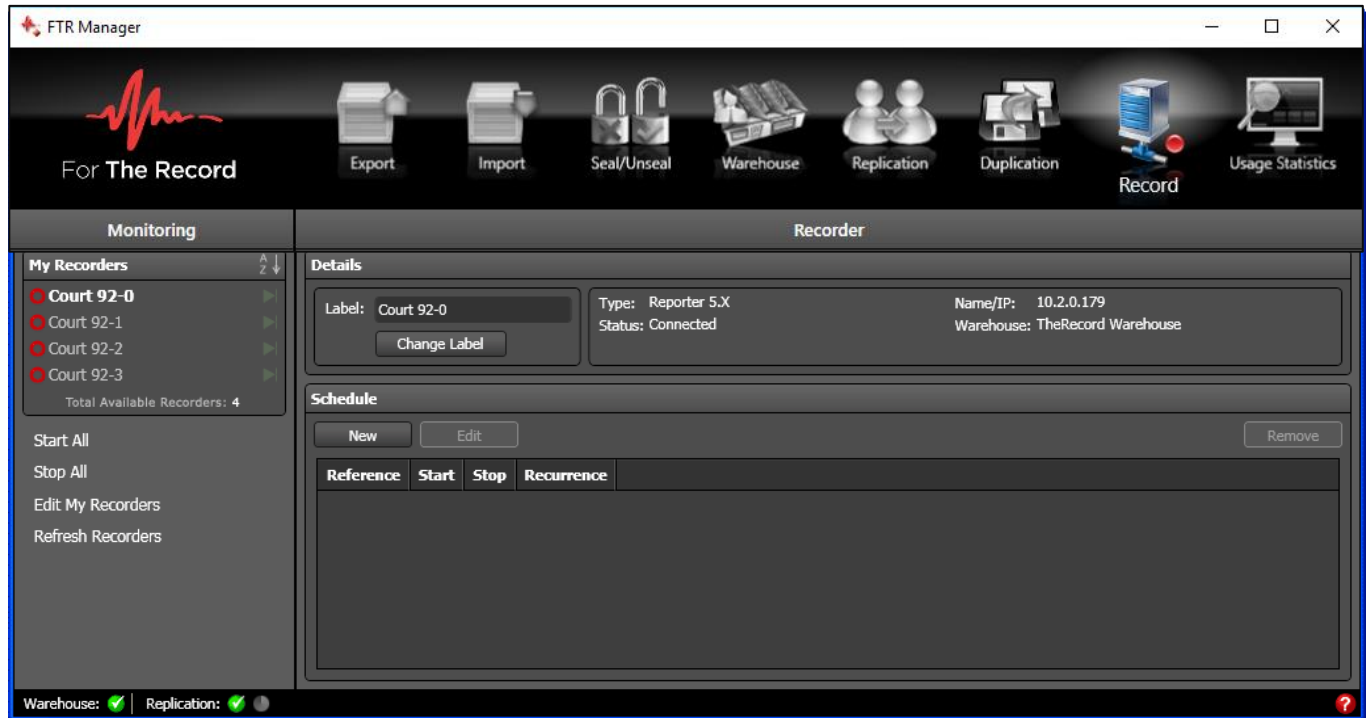 FTR Manager
For The Record
Export
Import
Seal/Unseal
Warehouse
Replication
Duplication
Record
Usage Statistics
Monitoring
Recorder
My Recorders
A
Z
Court 92-0
Court 92-1
Court 92-2
Court 92-3
Total Available Recorders: 4
Start All
Stop All
Edit My Recorders
Refresh Recorders
Details
Label: Court 92-0
Change Label
Type: Reporter 5.X
Status: Connected
Name/IP: 10.2.0.179
Warehouse: TheRecord Warehouse
Schedule
New
Edit
Remove
Reference Start Stop Recurrence
Warehouse: Replication:
?